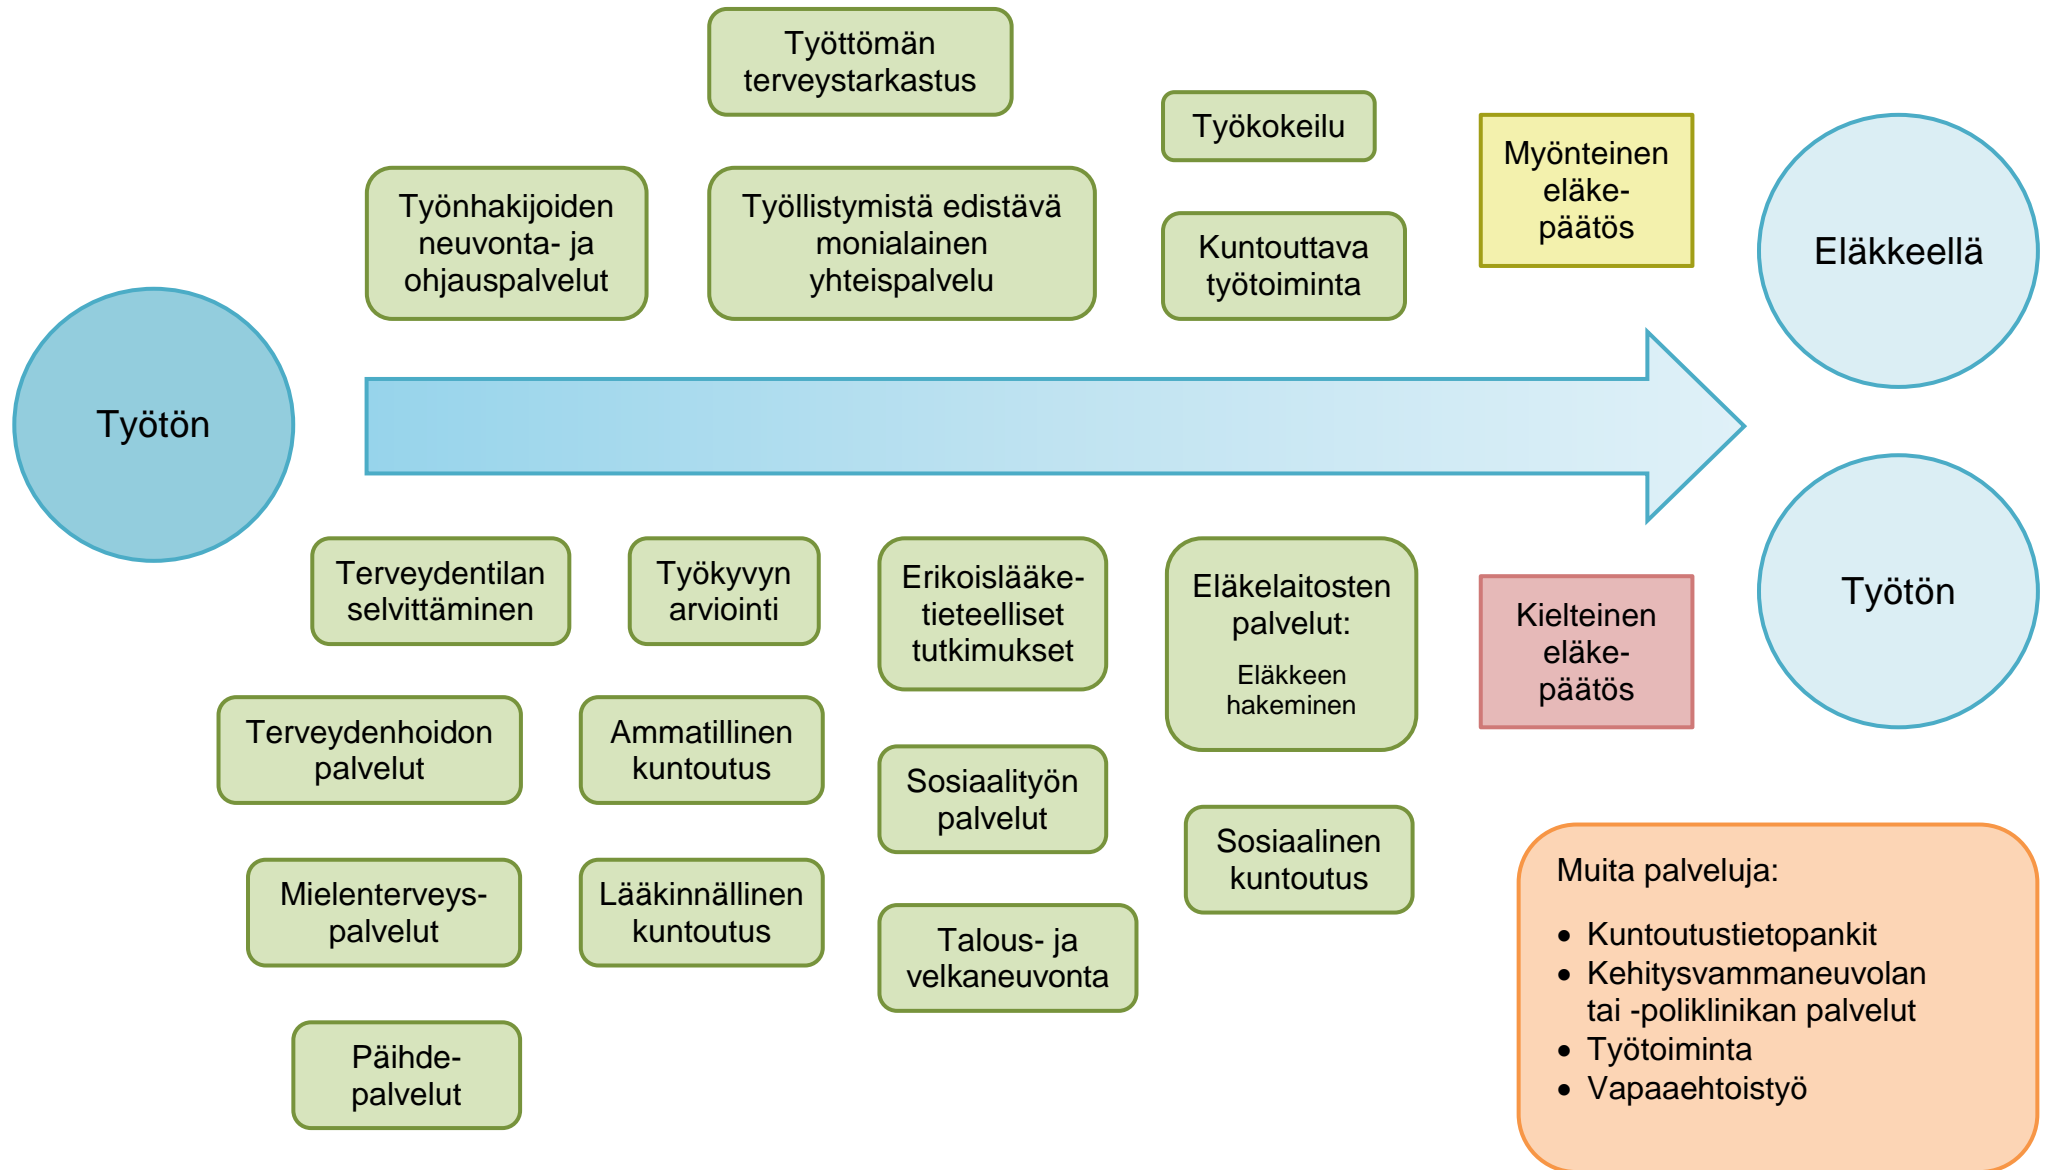 Työttömän
terveystarkastus
Työkokeilu
Työnhakijoiden
neuvonta- ja
ohjauspalvelut
Työllistymistä edistävä
monialainen
yhteispalvelu
Kuntouttava
työtoiminta
Myönteinen
eläke-
päätös
Eläkkeellä
Työtön
Terveydentilan
selvittäminen
Työkyvyn
arviointi
Erikoislääke-
tieteelliset
tutkimukset
Eläkelaitosten
palvelut:
Eläkkeen
hakeminen
Kielteinen
eläke-
päätös
Työtön
Terveydenhoidon
palvelut
Ammatillinen
kuntoutus
Sosiaalityön
palvelut
Sosiaalinen
kuntoutus
Mielenterveys-
palvelut
Lääkinnällinen
kuntoutus
Talous- ja
velkaneuvonta
Päihde-
palvelut
Muita palveluja:
• Kuntoutustietopankit
• Kehitysvammaneuvolan
tai -poliklinikan palvelut
• Työtoiminta
• Vapaaehtoistyö